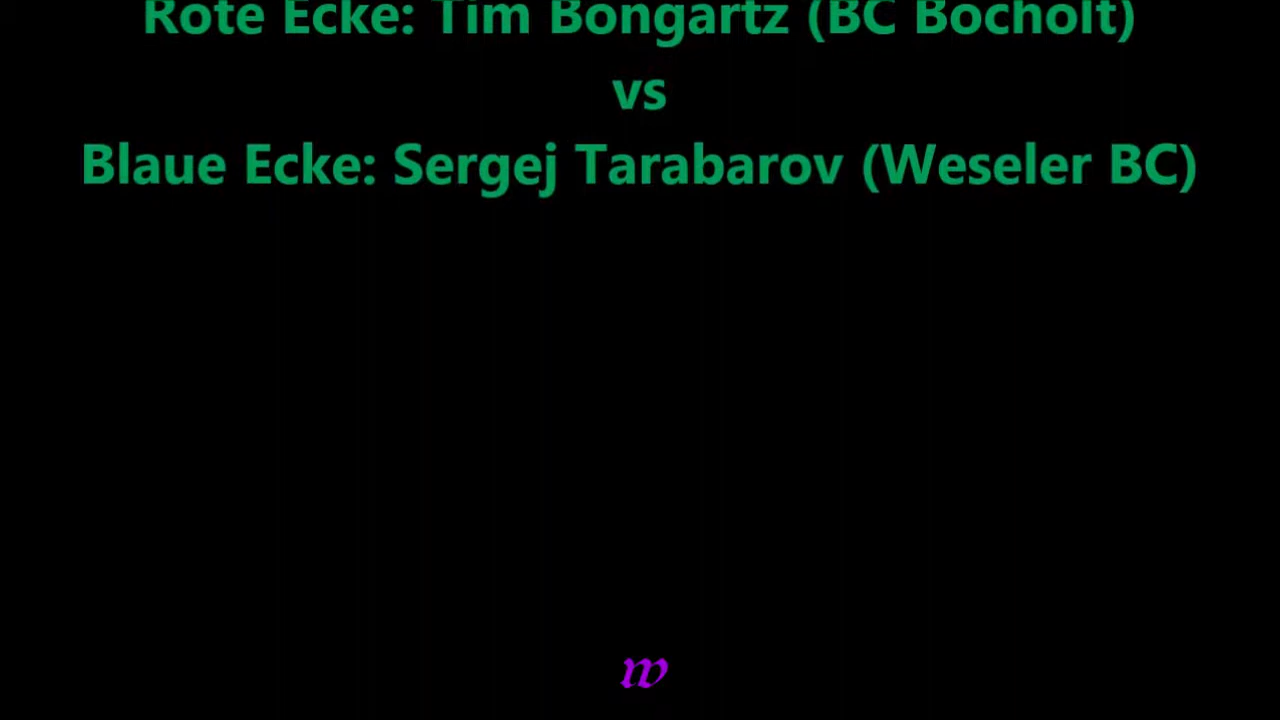 Rote Ecke: Tim Bongartz (BC Bocholt)
vs
Blaue Ecke: Sergej Tarabarov (Weseler BC)
w